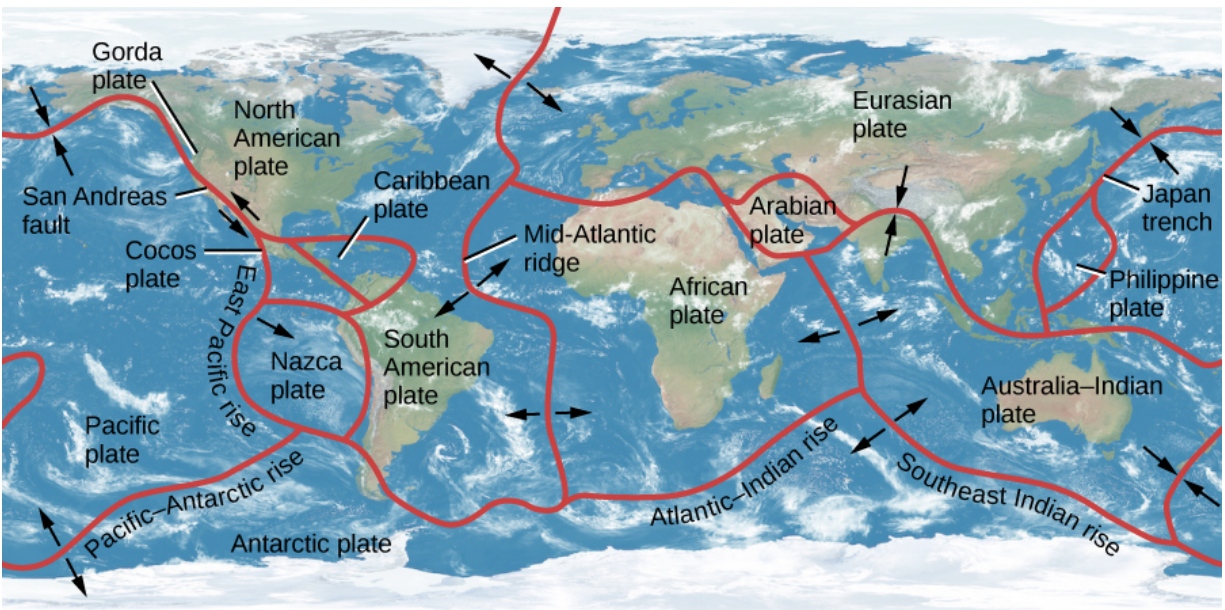 Gorda
plate
North
American
plate
San Andreas
fault
Caribbean
plate
Cocos
plate
East Pacific rise
Mid-Atlantic
ridge
Eurasian
plate
Arabian
plate
African
plate
Japan
trench
Philippine
plate
Nazca
plate
South
American
plate
Pacific
plate
Australia–Indian
plate
Pacific–Antarctic rise
Atlantic–Indian rise
Southeast Indian rise
Antarctic plate